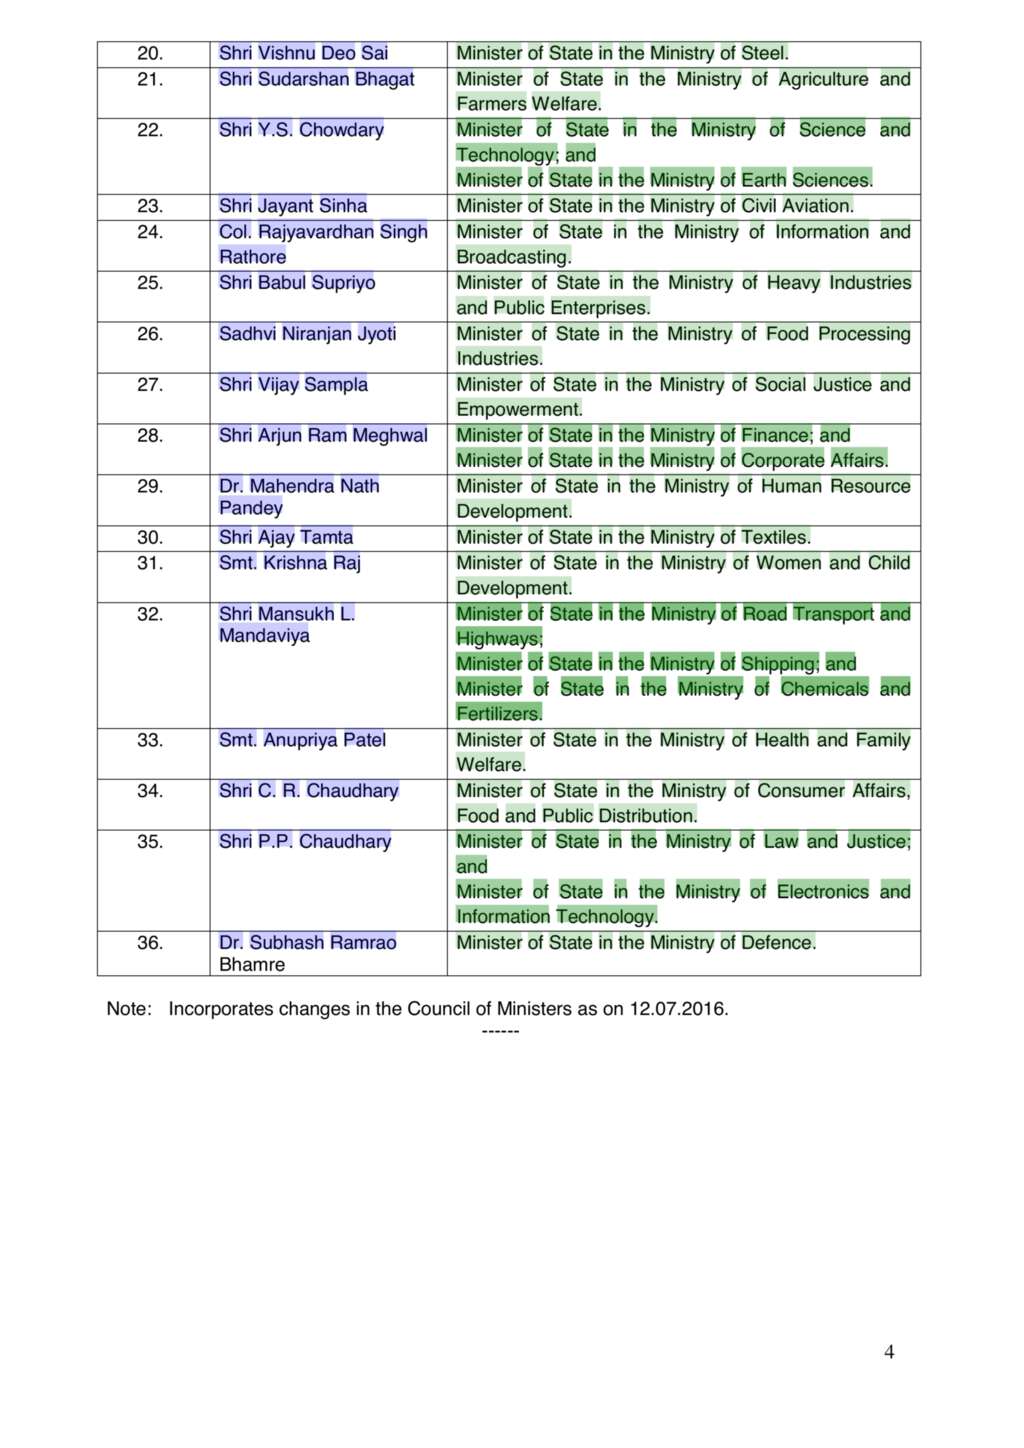 20. Shri Vishnu Deo Sai Minister of State in the Ministry of Steel.
21. Shri Sudarshan Bhagat Minister of State in the Ministry of Agriculture and
Farmers Welfare.
22. Shri Y.S. Chowdary Minister of State in the Ministry of Science and
Technology; and
Minister of State in the Ministry of Earth Sciences.
23. Shri Jayant Sinha Minister of State in the Ministry of Civil Aviation.
24. Col. Rajyavardhan Singh Minister of State in the Ministry of Information and
Rathore Broadcasting.
25. Shri Babul Supriyo Minister of State in the Ministry of Heavy Industries
and Public Enterprises.
26. Sadhvi Niranjan Jyoti Minister of State in the Ministry of Food Processing
Industries.
27. Shri Vijay Sampla Minister of State in the Ministry of Social Justice and
Empowerment.
28. Shri Arjun Ram Meghwal Minister of State in the Ministry of Finance; and
Minister of State in the Ministry of Corporate Affairs.
29. Dr. Mahendra Nath Minister of State in the Ministry of Human Resource
Pandey Development.
30. Shri Ajay Tamta Minister of State in the Ministry of Textiles.
31. Smt. Krishna Raj Minister of State in the Ministry of Women and Child
Development.
32. Shri Mansukh L. Minister of State in the Ministry of Road Transport and
Mandaviya Highways;
Minister of State in the Ministry of Shipping; and
Minister of State in the Ministry of Chemicals and
Fertilizers.
33. Smt. Anupriya Patel Minister of State in the Ministry of Health and Family
Welfare.
34. Shri C. R. Chaudhary Minister of State in the Ministry of Consumer Affairs,
Food and Public Distribution.
35. Shri P.P. Chaudhary Minister of State in the Ministry of Law and Justice;
and
Minister of State in the Ministry of Electronics and
Information Technology.
36. Dr. Subhash Ramrao Minister of State in the Ministry of Defence.
Bhamre
Note: Incorporates changes in the Council of Ministers as on 12.07.2016.
------
4